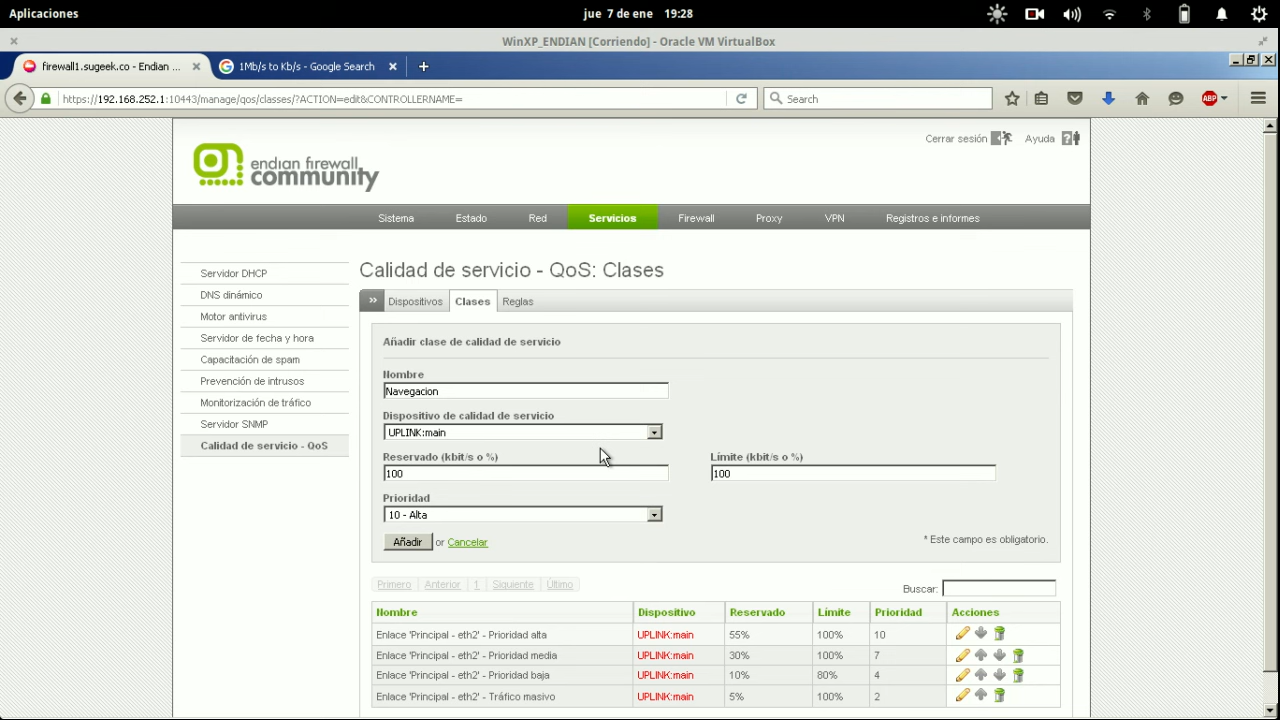 Aplicaciones
jue 7 de ene 19:28
WinXP_ENDIAN [Corriendo] - Oracle VM VirtualBox
firewall1.sugeek.co - Endian ...
1Mb/s to Kb/s - Google Search
https://192.168.252.1:10443/manage/qos/classes/?ACTION=edit&CONTROLLERNAME=
Search
ABP
Cerrar sesión
Ayuda
endian firewall
community
Sistema
Estado
Red
Servicios
Firewall
Proxy
VPN
Registros e informes
Servidor DHCP
DNS dinámico
Motor antivirus
Servidor de fecha y hora
Capacitación de spam
Prevención de intrusos
Monitorización de tráfico
Servidor SNMP
Calidad de servicio - QoS
Calidad de servicio - QoS: Clases
» Dispositivos Clases Reglas
Añadir clase de calidad de servicio
Nombre
Navegacion
Dispositivo de calidad de servicio
UPLINK:main
Reservado (kbit/s o %) Límite (kbit/s o %)
100 100
Prioridad
10 - Alta
Añadir or Cancelar
* Este campo es obligatorio.
Primero Anterior 1 Siguiente Último
Buscar:
Nombre Dispositivo Reservado Límite Prioridad Acciones
Enlace 'Principal - eth2' - Prioridad alta UPLINK:main 55% 100% 10
Enlace 'Principal - eth2' - Prioridad media UPLINK:main 30% 100% 7
Enlace 'Principal - eth2' - Prioridad baja UPLINK:main 10% 80% 4
Enlace 'Principal - eth2' - Tráfico masivo UPLINK:main 5% 100% 2